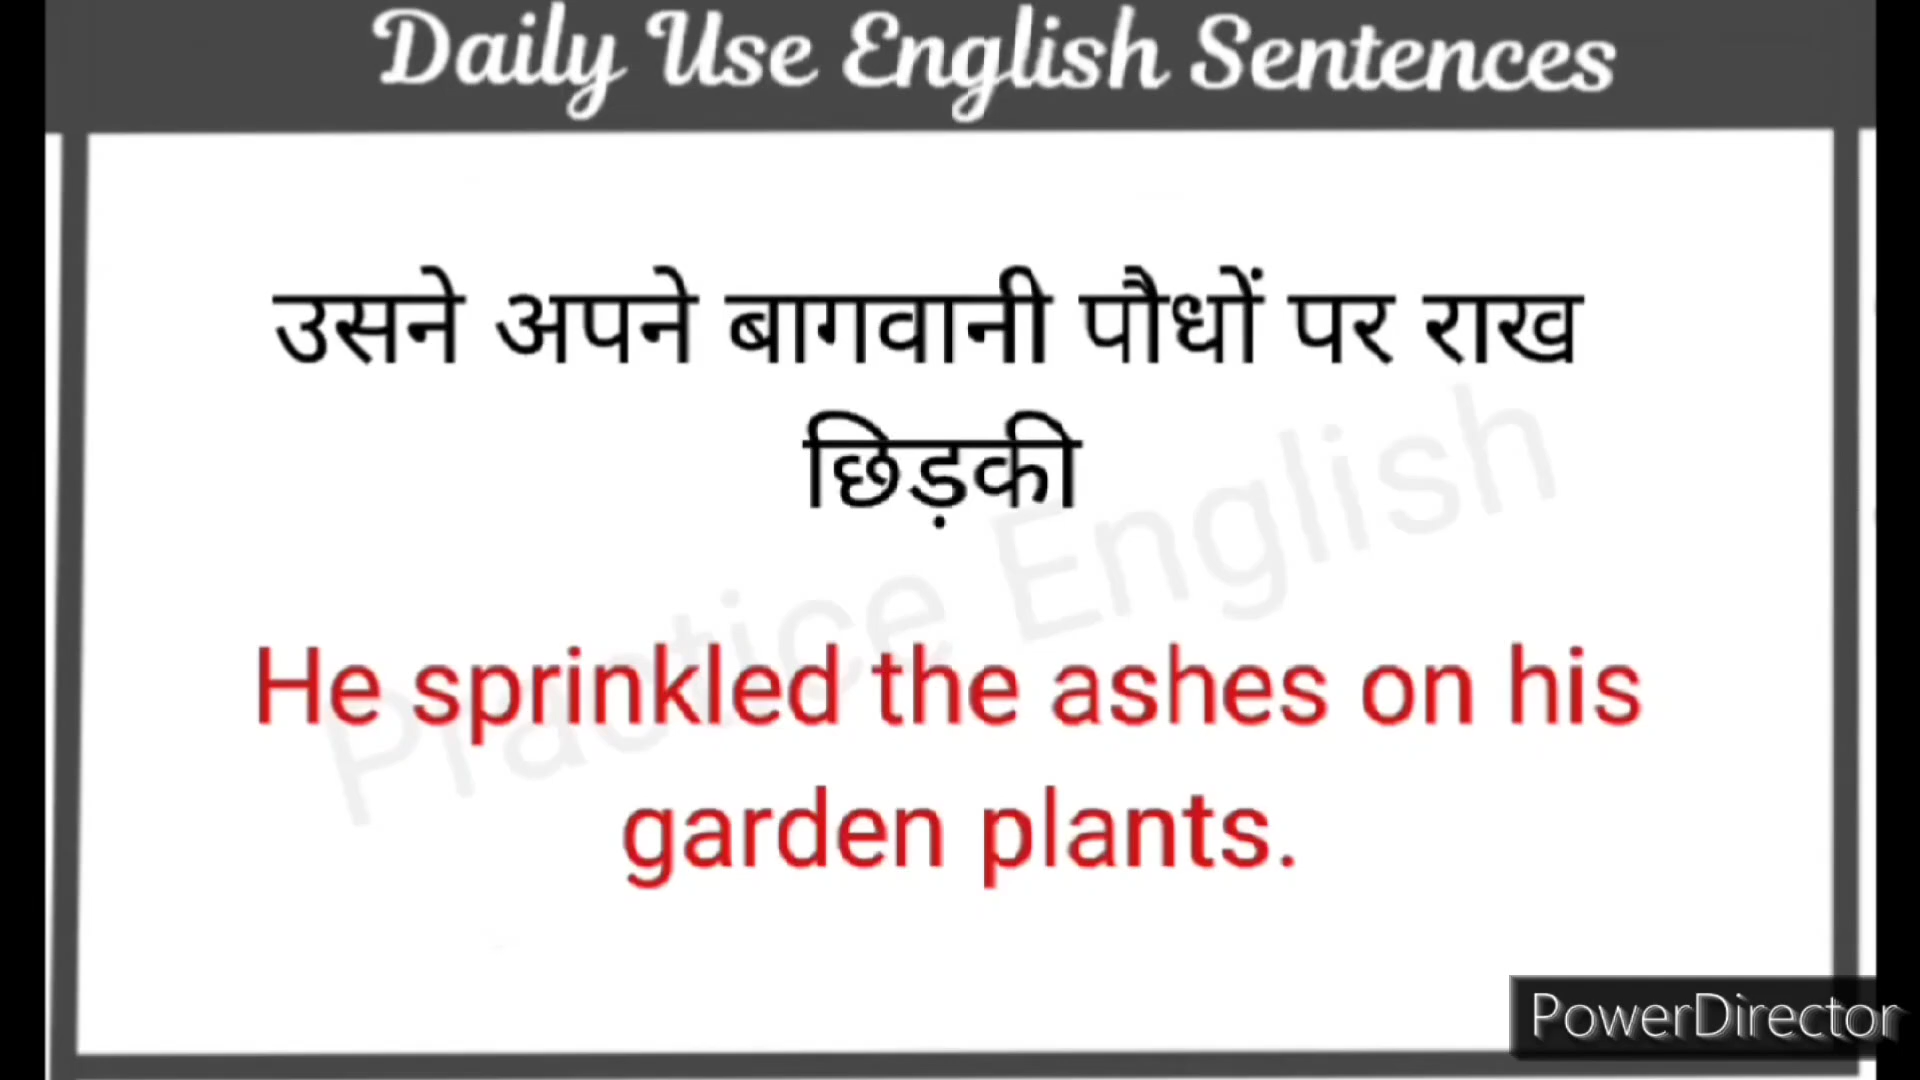 Daily Use English Sentences
उसने अपने बागवानी पौधों पर राख
छिड़की
Practice English
He sprinkled the ashes on his
garden plants.
PowerDirector